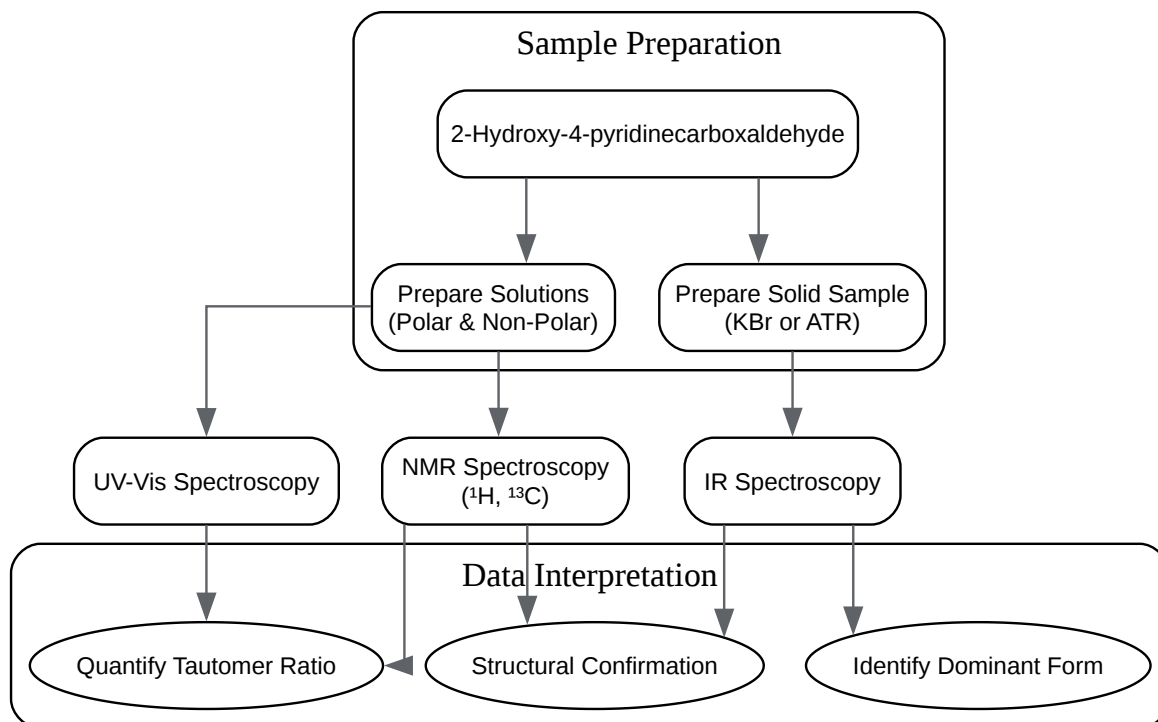 Sample Preparation
2-Hydroxy-4-pyridinecarboxaldehyde
Prepare Solutions
(Polar & Non-Polar)
Prepare Solid Sample
(KBr or ATR)
UV-Vis Spectroscopy
NMR Spectroscopy
(¹H, ¹³C)
IR Spectroscopy
Data Interpretation
Quantify Tautomer Ratio
Structural Confirmation
Identify Dominant Form